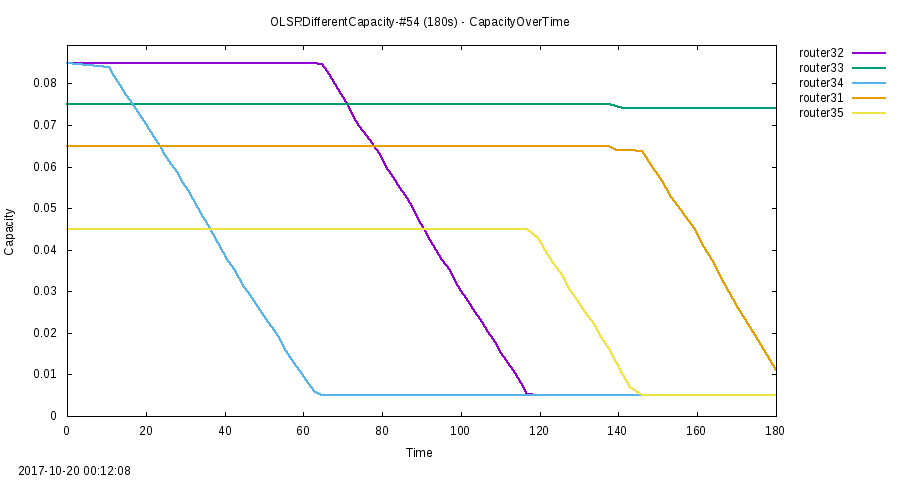 OLSRDifferentCapacity-#54 (180s) - CapacityOverTime
router32
router33
router34
router31
router35
0.08
0.07
0.06
0.05
0.04
0.03
0.02
0.01
0
Capacity
0 20 40 60 80 100 120 140 160 180
Time
2017-10-20 00:12:08